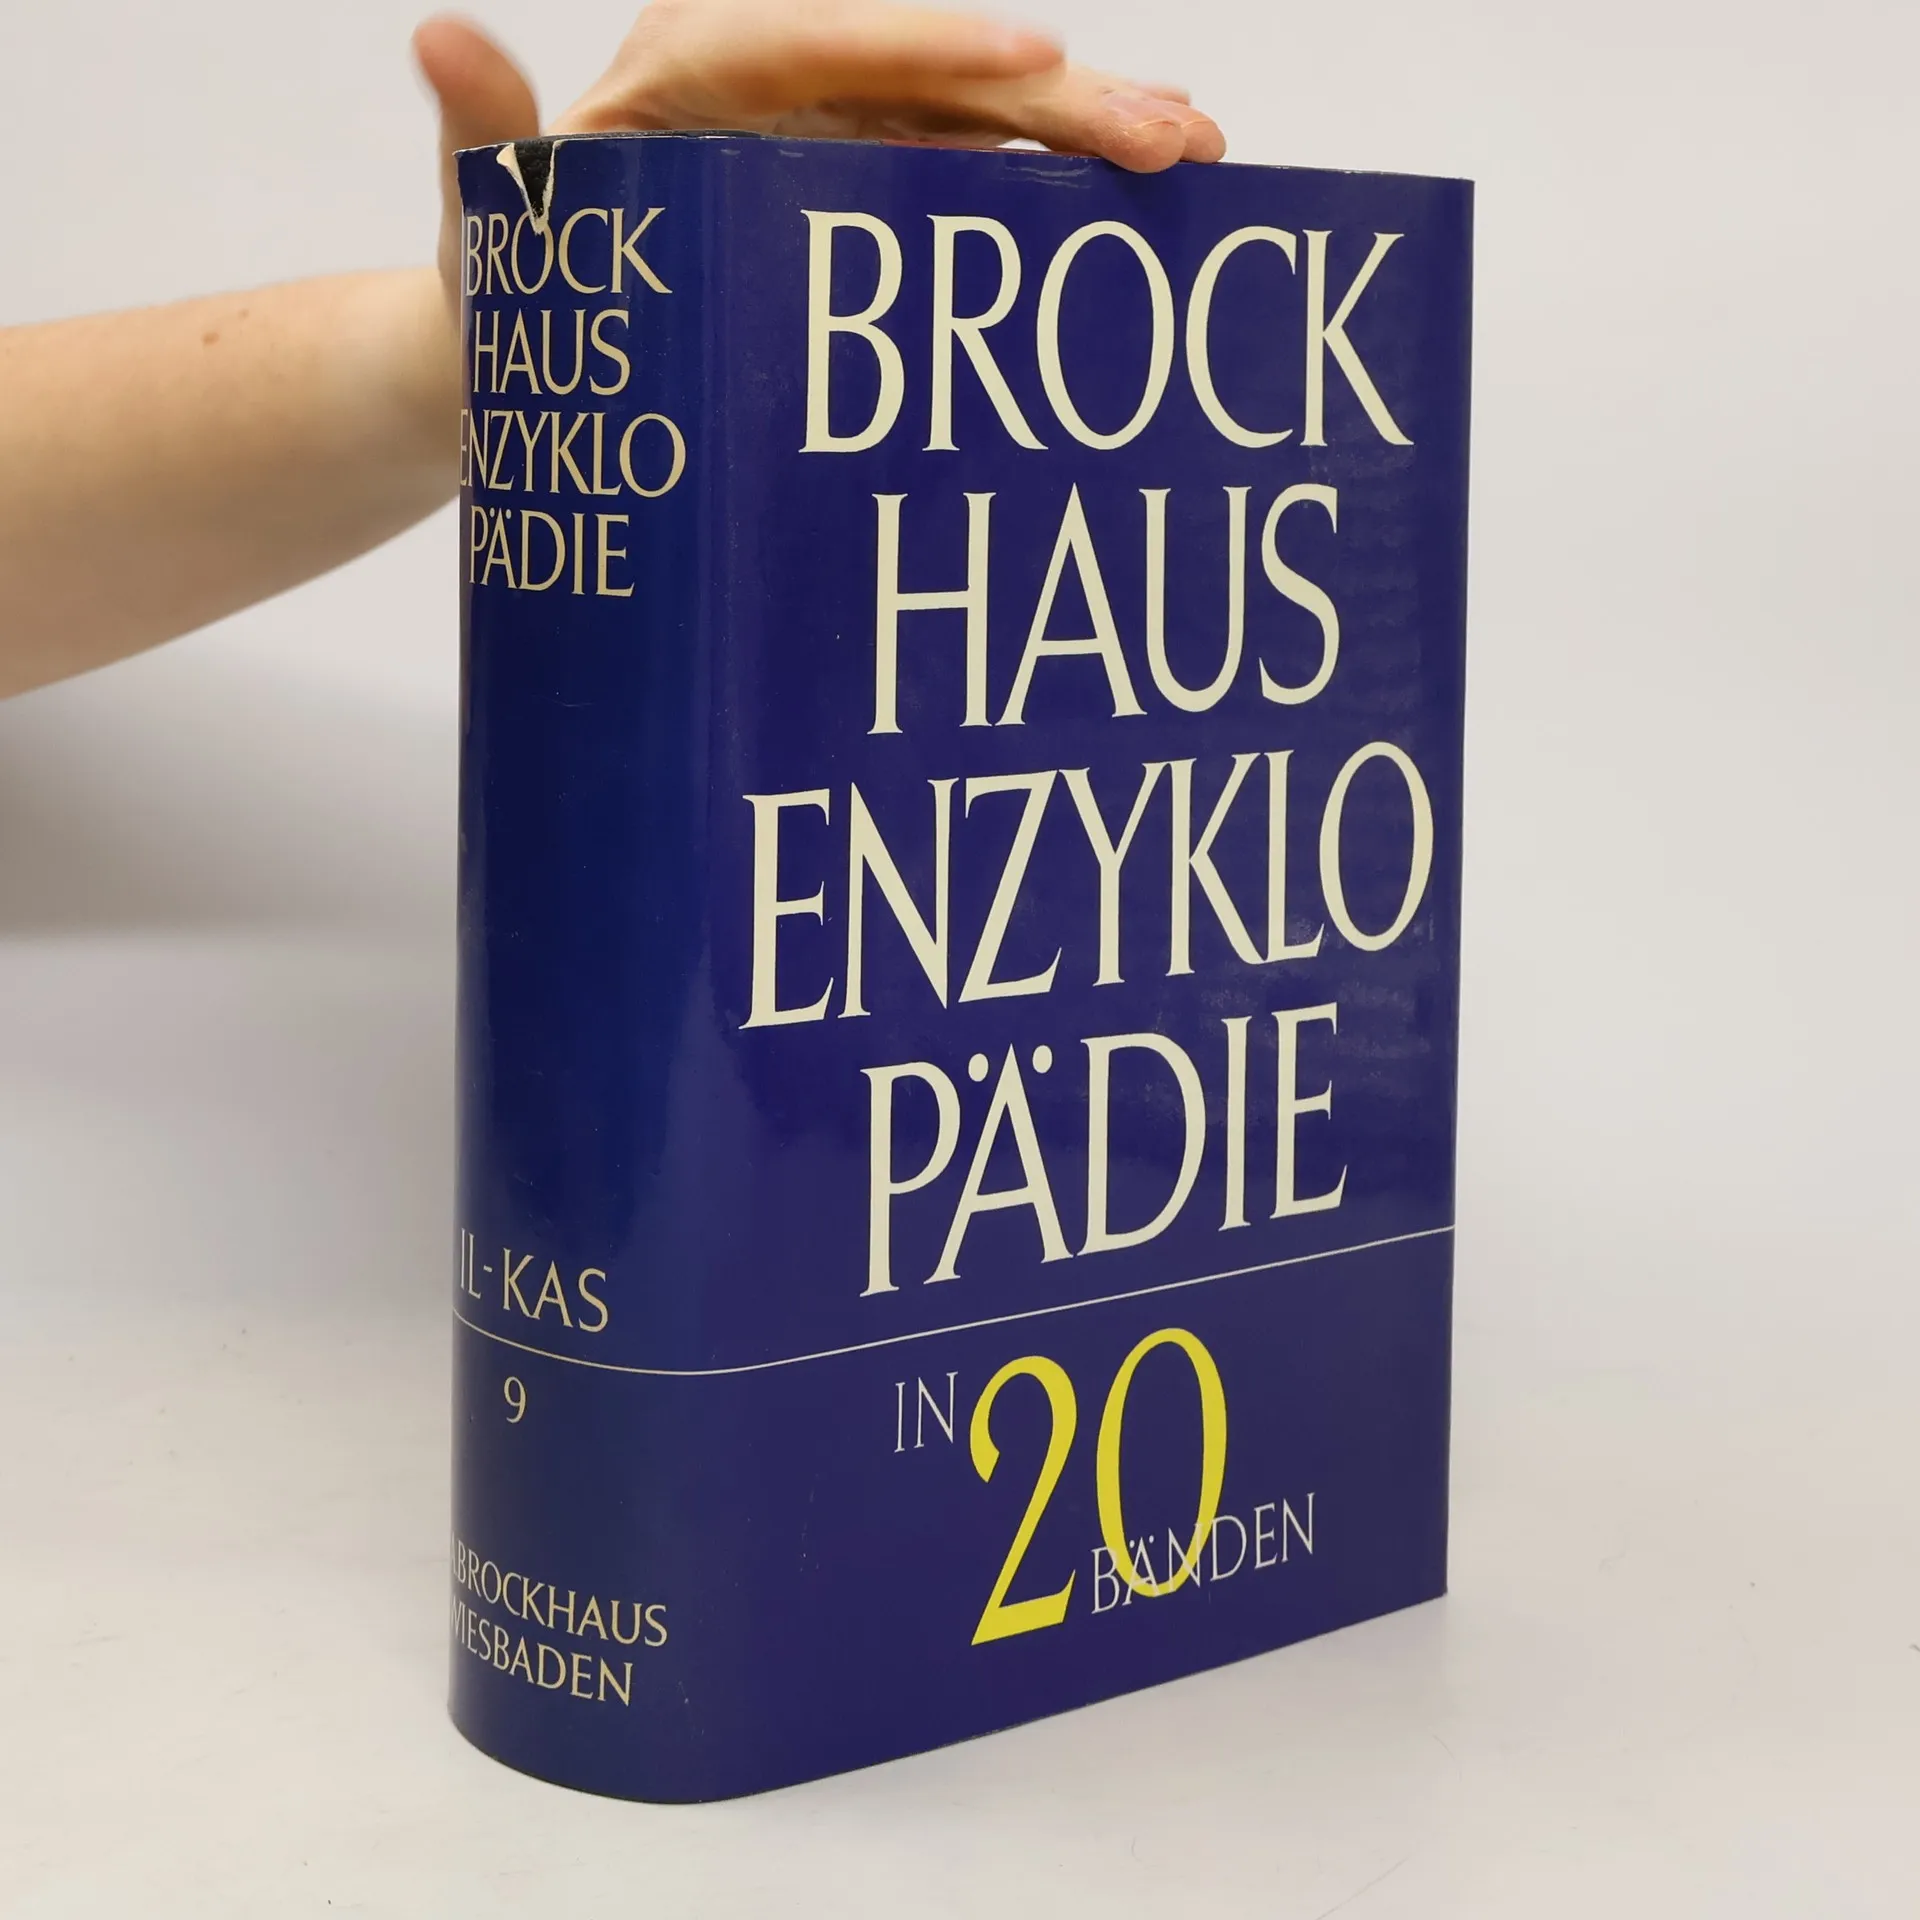 BROCK
HAUS
ENZYKLO
PÄDIE
IL-KAS
9
BROCKHAUS
WIESBADEN
BROCK
HAUS
ENZYKLO
PÄDIE
IN 20
BÄNDEN